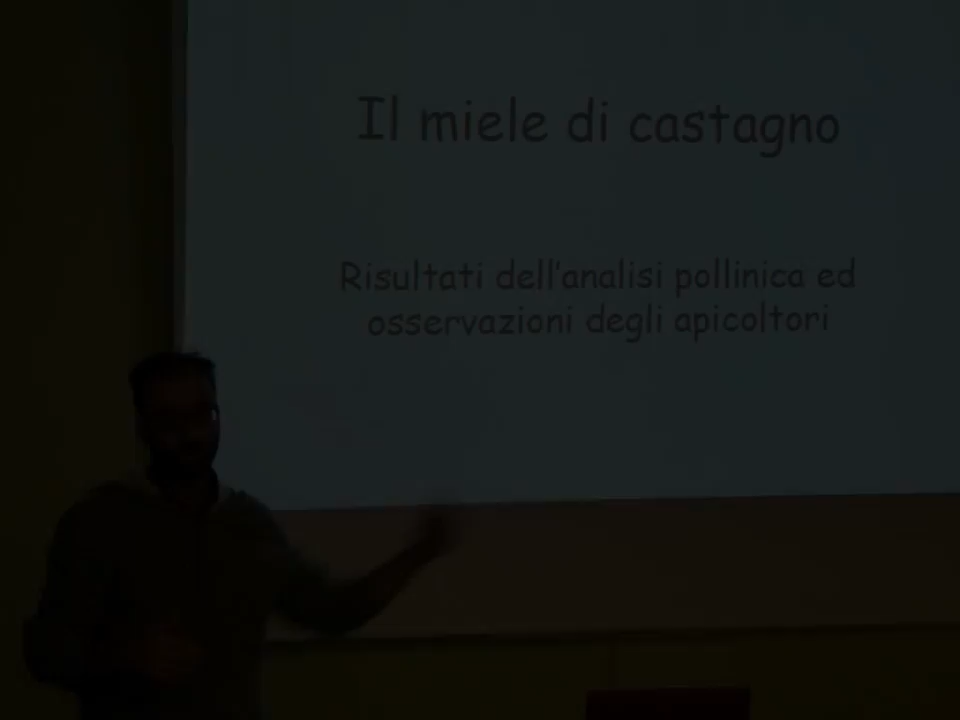 Il miele di castagno
Risultati dell'analisi pollinica ed
osservazioni degli apicoltori